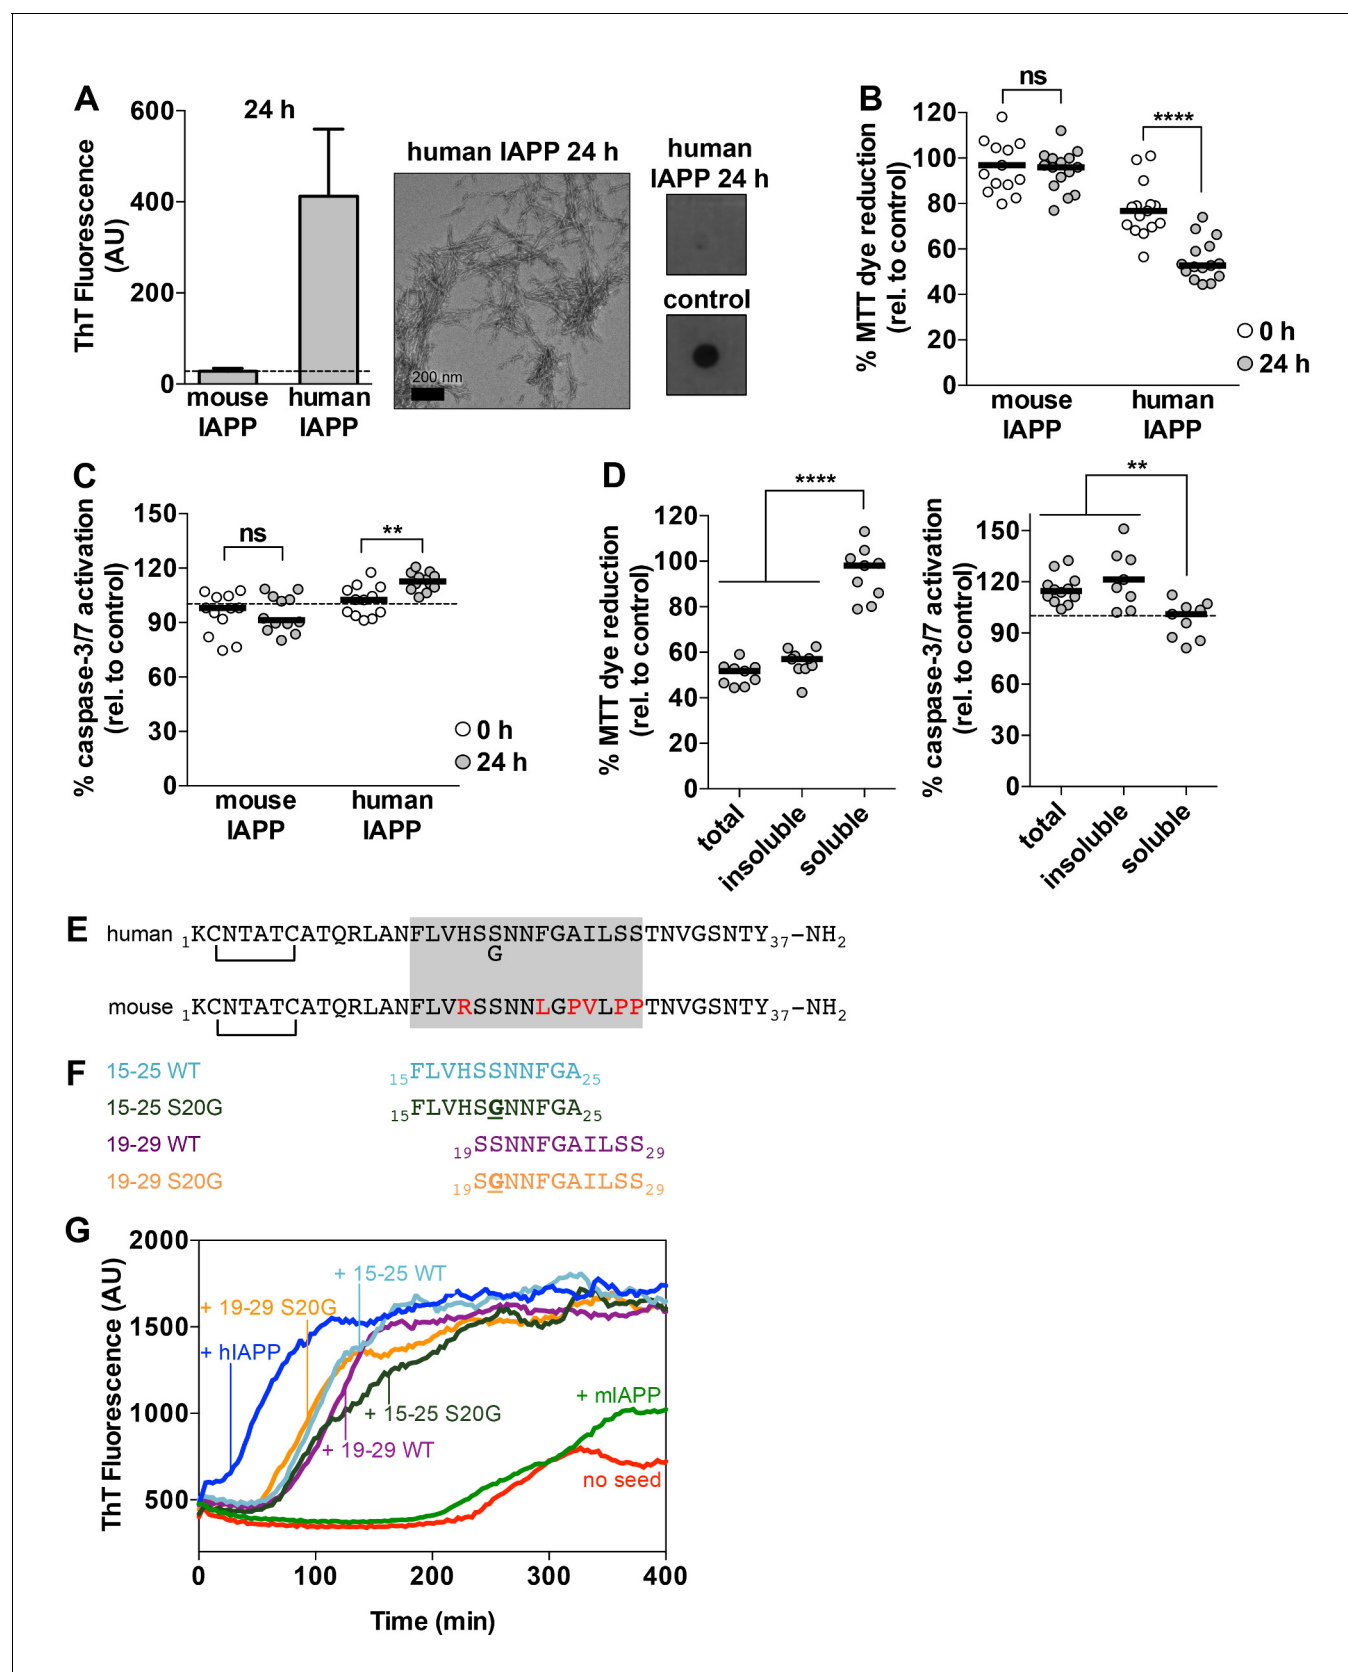 A
600
400
200
0
ThT Fluorescence
(AU)
24 h
mouse
IAPP
human
IAPP
human IAPP 24 h
200 nm
human
IAPP 24 h
control
B
120
100
80
60
40
20
0
% MTT dye reduction
(rel. to control)
ns
****
0 h
24 h
mouse
IAPP
human
IAPP
C
150
120
90
60
30
0
% caspase-3/7 activation
(rel. to control)
ns
**
0 h
24 h
mouse
IAPP
human
IAPP
D
120
100
80
60
40
20
0
% MTT dye reduction
(rel. to control)
****
total
insoluble
soluble
150
120
90
60
30
0
% caspase-3/7 activation
(rel. to control)
**
total
insoluble
soluble
E
human 1KCNTATCATQRLANFLVHSSNNFGAILSSTNVGSNTY37-NH2
G
mouse 1KCNTATCATQRLANFLVRSSNNLGPVLPPTNVGSNTY37-NH2
F
15-25 WT 15FLVHSSNNFGA25
15-25 S20G 15FLVHSGNNFGA25
19-29 WT 19SSNNFGAILSS29
19-29 S20G 19SGNNFGAILSS29
G
2000
1500
1000
500
ThT Fluorescence (AU)
+ 15-25 WT
+ 19-29 S20G
+ hIAPP
+ 15-25 S20G
+ 19-29 WT
+ mIAPP
no seed
0 100 200 300 400
Time (min)